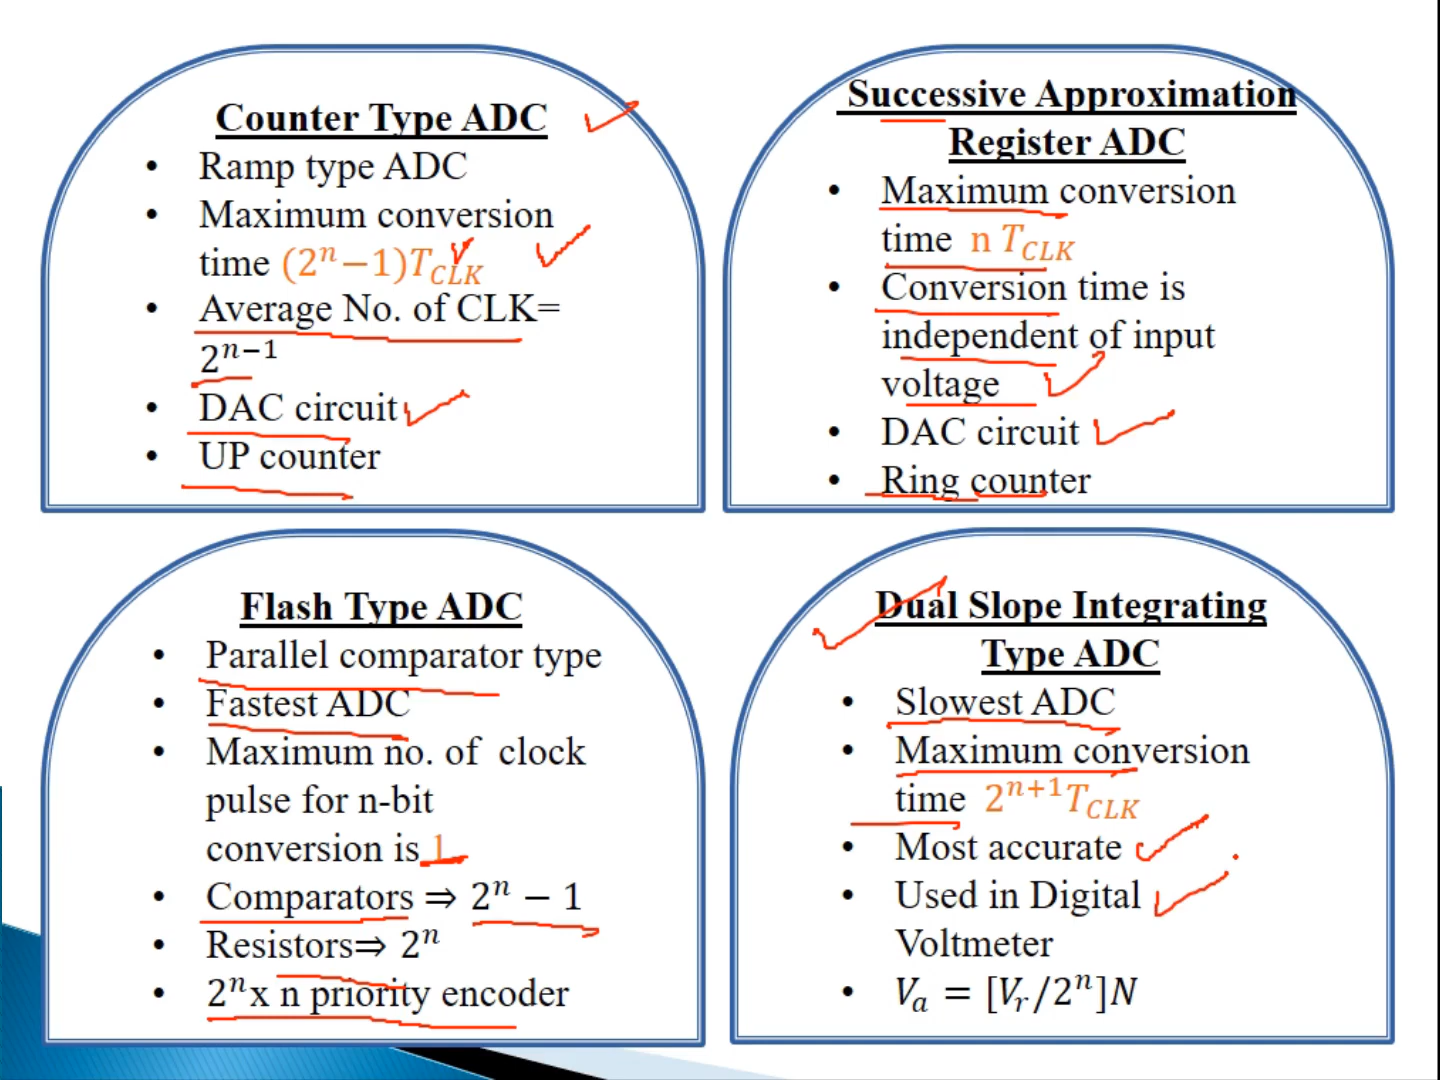 Counter Type ADC
• Ramp type ADC
• Maximum conversion
time (2ⁿ−1)T_CLK
• Average No. of CLK=
2ⁿ⁻¹
• DAC circuit
• UP counter
Successive Approximation
Register ADC
• Maximum conversion
time n T_CLK
• Conversion time is
independent of input
voltage
• DAC circuit
• Ring counter
Flash Type ADC
• Parallel comparator type
• Fastest ADC
• Maximum no. of clock
pulse for n-bit
conversion is 1
• Comparators ⇒ 2ⁿ − 1
• Resistors⇒ 2ⁿ
• 2ⁿx n priority encoder
Dual Slope Integrating
Type ADC
• Slowest ADC
• Maximum conversion
time 2ⁿ⁺¹T_CLK
• Most accurate
• Used in Digital
Voltmeter
• Vₐ = [Vᵣ/2ⁿ]N